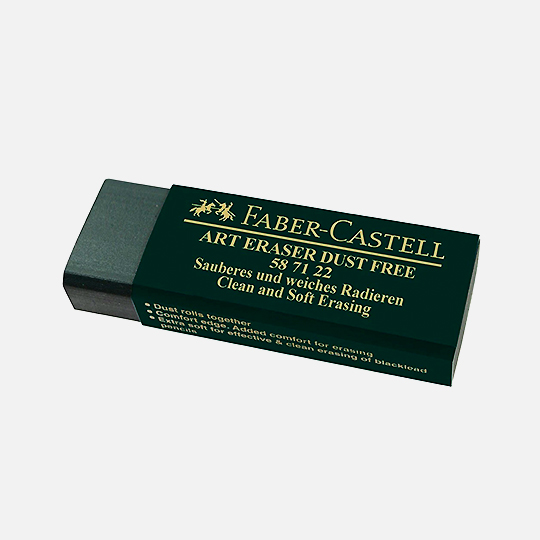 FABER-CASTELL
ART ERASER DUST FREE
58 71 22
Sauberes und weiches Radieren
Clean and Soft Erasing
• Dust rolls together
• Comfort edge. Added comfort for erasing
• Extra soft for effective & clean erasing of blacklead
pencils